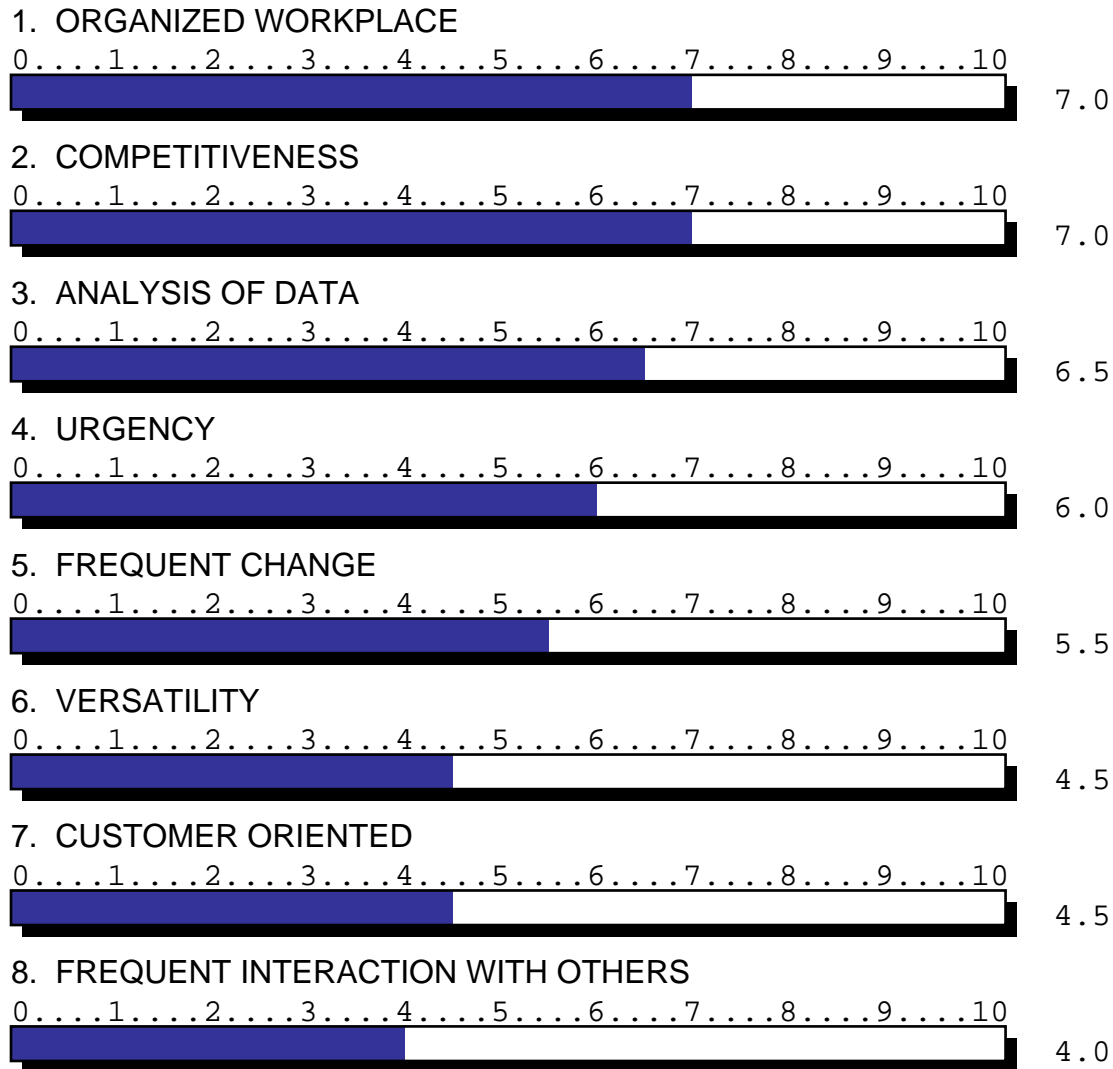 1. ORGANIZED WORKPLACE
0....1....2....3....4....5....6....7....8....9....10
7.0
2. COMPETITIVENESS
0....1....2....3....4....5....6....7....8....9....10
7.0
3. ANALYSIS OF DATA
0....1....2....3....4....5....6....7....8....9....10
6.5
4. URGENCY
0....1....2....3....4....5....6....7....8....9....10
6.0
5. FREQUENT CHANGE
0....1....2....3....4....5....6....7....8....9....10
5.5
6. VERSATILITY
0....1....2....3....4....5....6....7....8....9....10
4.5
7. CUSTOMER ORIENTED
0....1....2....3....4....5....6....7....8....9....10
4.5
8. FREQUENT INTERACTION WITH OTHERS
0....1....2....3....4....5....6....7....8....9....10
4.0